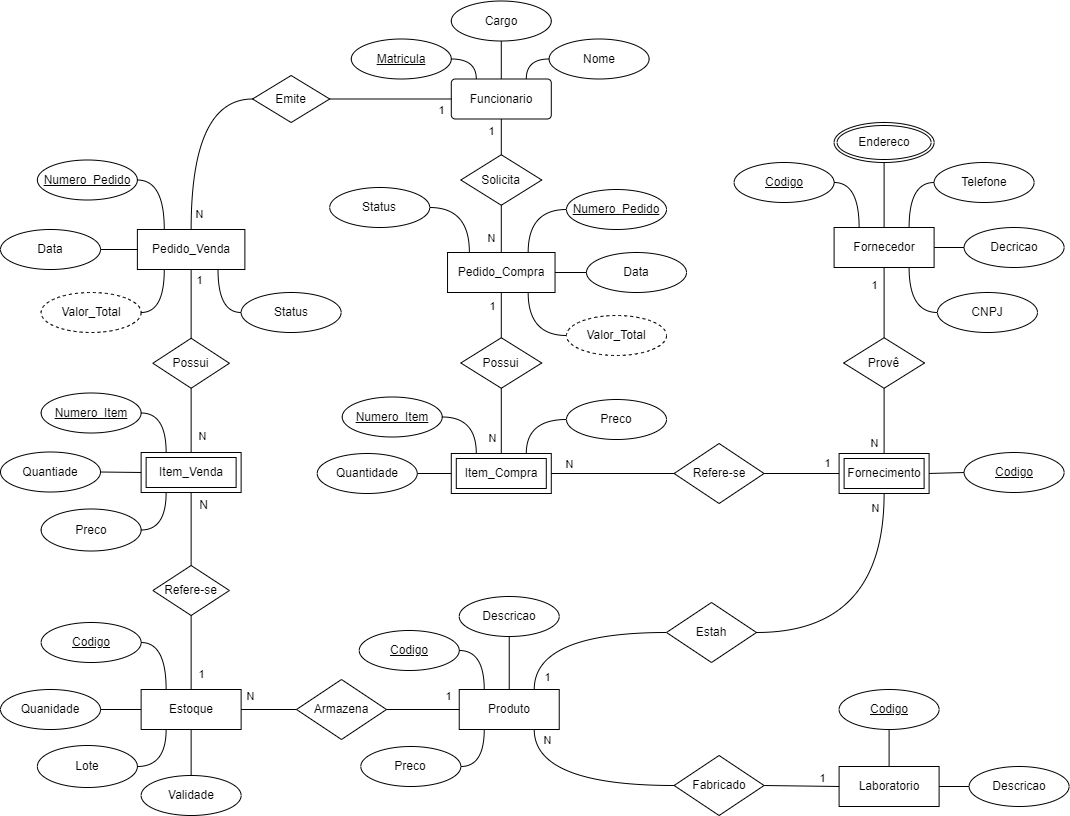 Cargo
Matricula
Nome
Emite
1
Funcionario
1
Endereco
Numero_Pedido
Solicita
Codigo
Telefone
Status
Numero_Pedido
N
N
Data
Pedido_Venda
Fornecedor
Decricao
Pedido_Compra
Data
1
1
Valor_Total
Status
1
CNPJ
Valor_Total
Possui
Possui
Provê
Numero_Item
Numero_Item
Preco
N
N
N
Quantiade
Item_Venda
Quantidade
Item_Compra
N
Refere-se
1
Fornecimento
Codigo
N
N
Preco
Refere-se
Descricao
Estah
Codigo
Codigo
1
1
Quanidade
Estoque
N
Armazena
1
Produto
Codigo
N
Lote
Preco
Validade
Fabricado
1
Laboratorio
Descricao